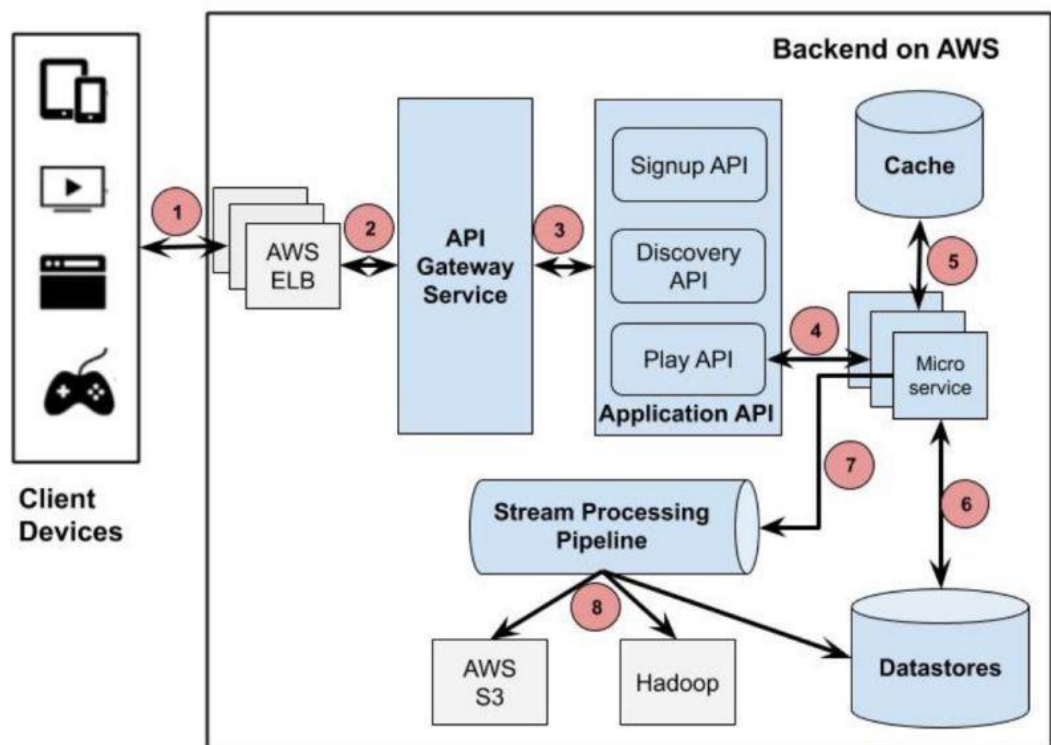 Backend on AWS
Client
Devices
1
AWS
ELB
2
API
Gateway
Service
3
Signup API
Discovery
API
Play API
Application API
4
Micro
service
5
Cache
6
Datastores
7
Stream Processing
Pipeline
8
AWS
S3
Hadoop